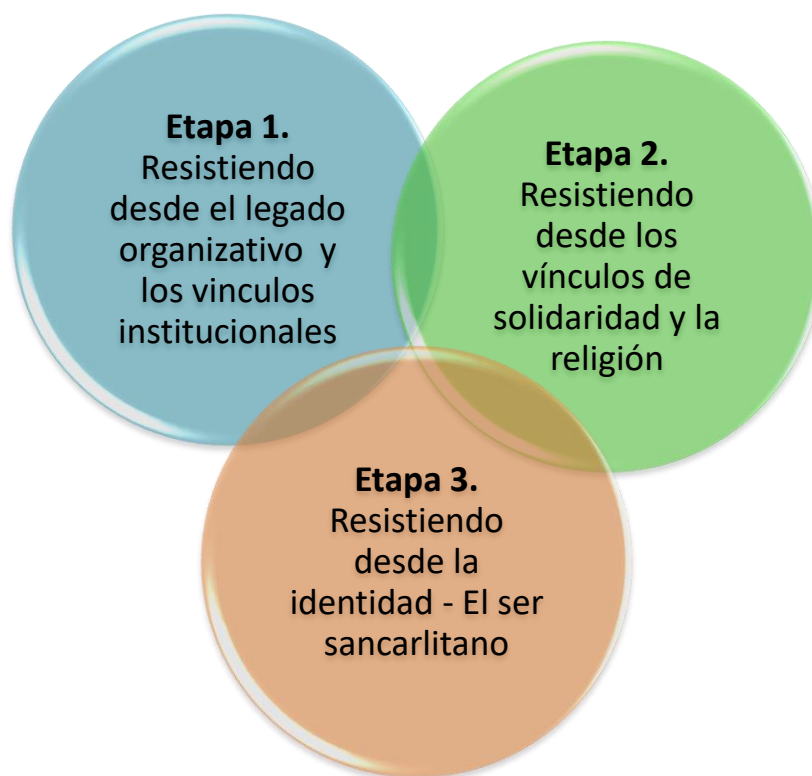 Etapa 1.
Resistiendo
desde el legado
organizativo y
los vinculos
institucionales
Etapa 2.
Resistiendo
desde los
vínculos de
solidaridad y la
religión
Etapa 3.
Resistiendo
desde la
identidad - El ser
sancarlitano